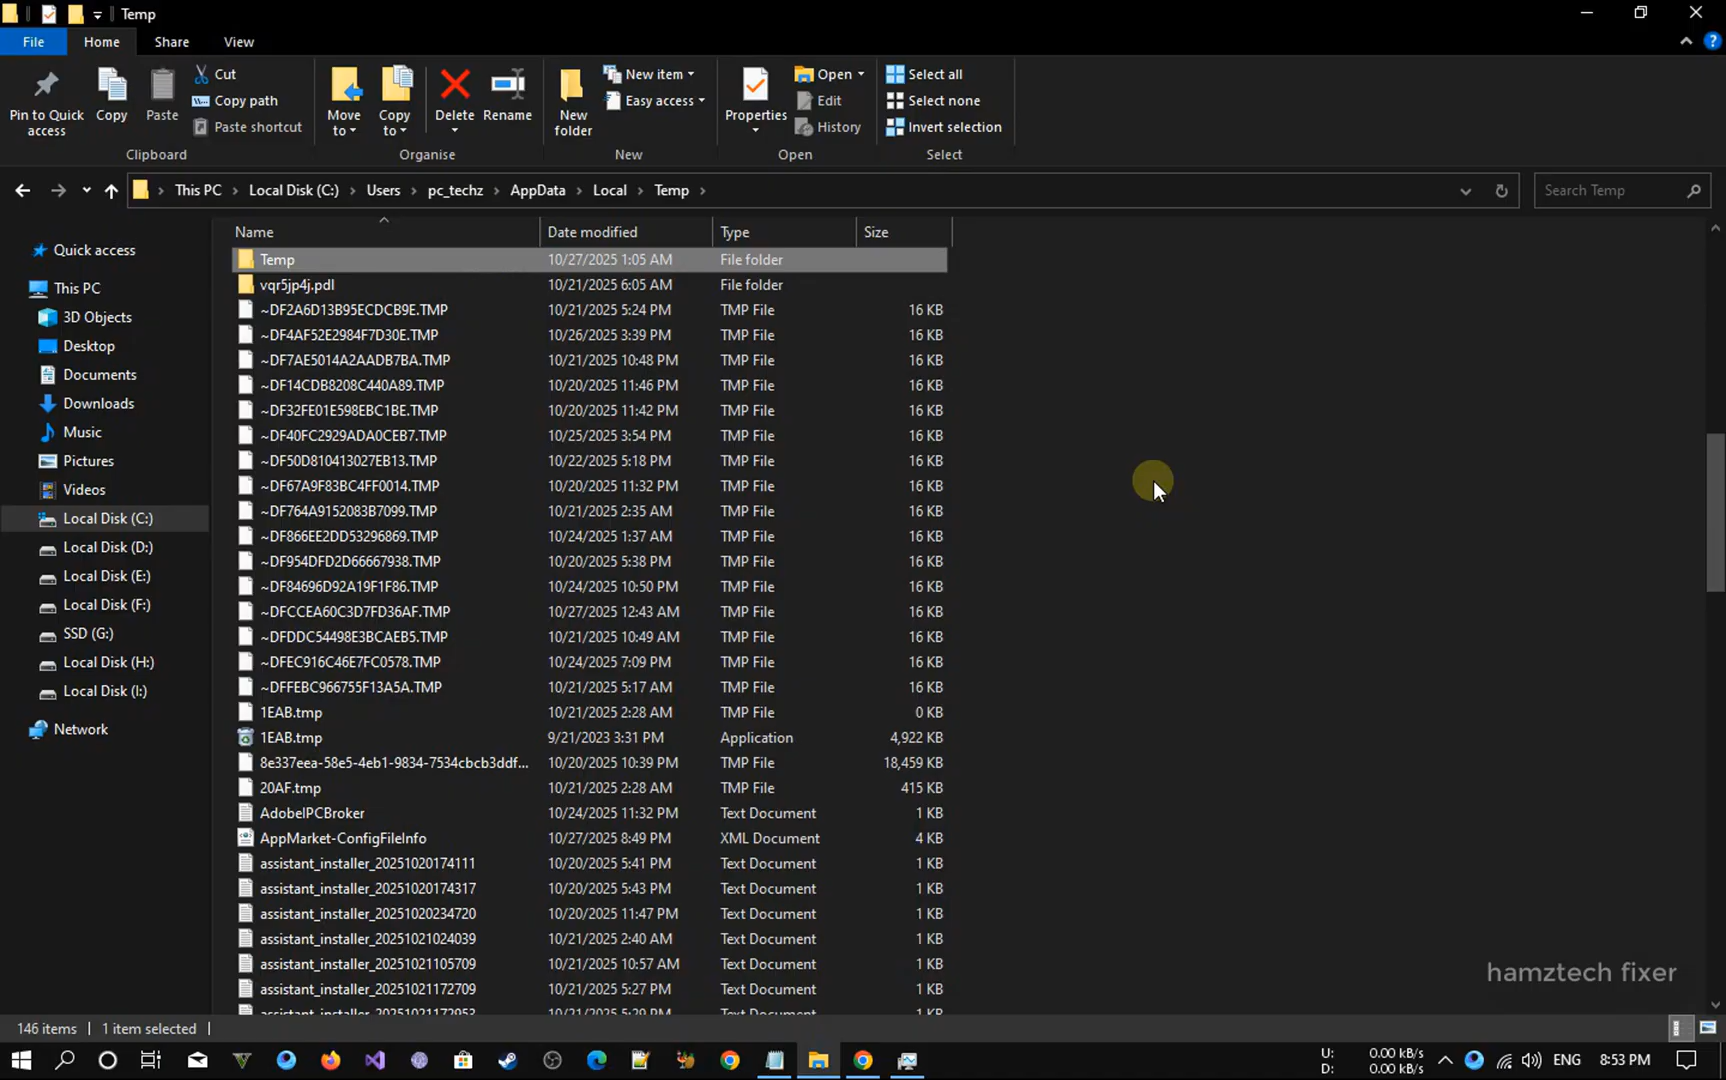 Temp
File Home Share View
Pin to Quick access
Copy
Paste
Cut
Copy path
Paste shortcut
Clipboard
Move to
Copy to
Delete
Rename
Organise
New folder
New item
Easy access
New
Properties
Open
Edit
History
Open
Select all
Select none
Invert selection
Select
This PC › Local Disk (C:) › Users › pc_techz › AppData › Local › Temp ›
Search Temp
Quick access
This PC
3D Objects
Desktop
Documents
Downloads
Music
Pictures
Videos
Local Disk (C:)
Local Disk (D:)
Local Disk (E:)
Local Disk (F:)
SSD (G:)
Local Disk (H:)
Local Disk (I:)
Network
Name Date modified Type Size
Temp 10/27/2025 1:05 AM File folder
vqr5jp4j.pdl 10/21/2025 6:05 AM File folder
~DF2A6D13B95ECDCB9E.TMP 10/21/2025 5:24 PM TMP File 16 KB
~DF4AF52E2984F7D30E.TMP 10/26/2025 3:39 PM TMP File 16 KB
~DF7AE5014A2AADB7BA.TMP 10/21/2025 10:48 PM TMP File 16 KB
~DF14CDB8208C440A89.TMP 10/20/2025 11:46 PM TMP File 16 KB
~DF32FE01E598EBC1BE.TMP 10/20/2025 11:42 PM TMP File 16 KB
~DF40FC2929ADA0CEB7.TMP 10/25/2025 3:54 PM TMP File 16 KB
~DF50D810413027EB13.TMP 10/22/2025 5:18 PM TMP File 16 KB
~DF67A9F83BC4FF0014.TMP 10/20/2025 11:32 PM TMP File 16 KB
~DF764A9152083B7099.TMP 10/21/2025 2:35 AM TMP File 16 KB
~DF866EE2DD53296869.TMP 10/24/2025 1:37 AM TMP File 16 KB
~DF954DFD2D66667938.TMP 10/20/2025 5:38 PM TMP File 16 KB
~DF84696D92A19F1F86.TMP 10/24/2025 10:50 PM TMP File 16 KB
~DFCCEA60C3D7FD36AF.TMP 10/27/2025 12:43 AM TMP File 16 KB
~DFDDC54498E3BCAEB5.TMP 10/21/2025 10:49 AM TMP File 16 KB
~DFEC916C46E7FC0578.TMP 10/24/2025 7:09 PM TMP File 16 KB
~DFFEBC966755F13A5A.TMP 10/21/2025 5:17 AM TMP File 16 KB
1EAB.tmp 10/21/2025 2:28 AM TMP File 0 KB
1EAB.tmp 9/21/2023 3:31 PM Application 4,922 KB
8e337eea-58e5-4eb1-9834-7534cbcb3ddf... 10/20/2025 10:39 PM TMP File 18,459 KB
20AF.tmp 10/21/2025 2:28 AM TMP File 415 KB
AdobeIPCBroker 10/24/2025 11:32 PM Text Document 1 KB
AppMarket-ConfigFileInfo 10/27/2025 8:49 PM XML Document 4 KB
assistant_installer_20251020174111 10/20/2025 5:41 PM Text Document 1 KB
assistant_installer_20251020174317 10/20/2025 5:43 PM Text Document 1 KB
assistant_installer_20251020234720 10/20/2025 11:47 PM Text Document 1 KB
assistant_installer_20251021024039 10/21/2025 2:40 AM Text Document 1 KB
assistant_installer_20251021105709 10/21/2025 10:57 AM Text Document 1 KB
assistant_installer_20251021172709 10/21/2025 5:27 PM Text Document 1 KB
assistant_installer_20251021172953 10/21/2025 5:29 PM Text Document 1 KB
hamztech fixer
146 items 1 item selected
U: 0.00 kB/s
D: 0.00 kB/s
ENG 8:53 PM